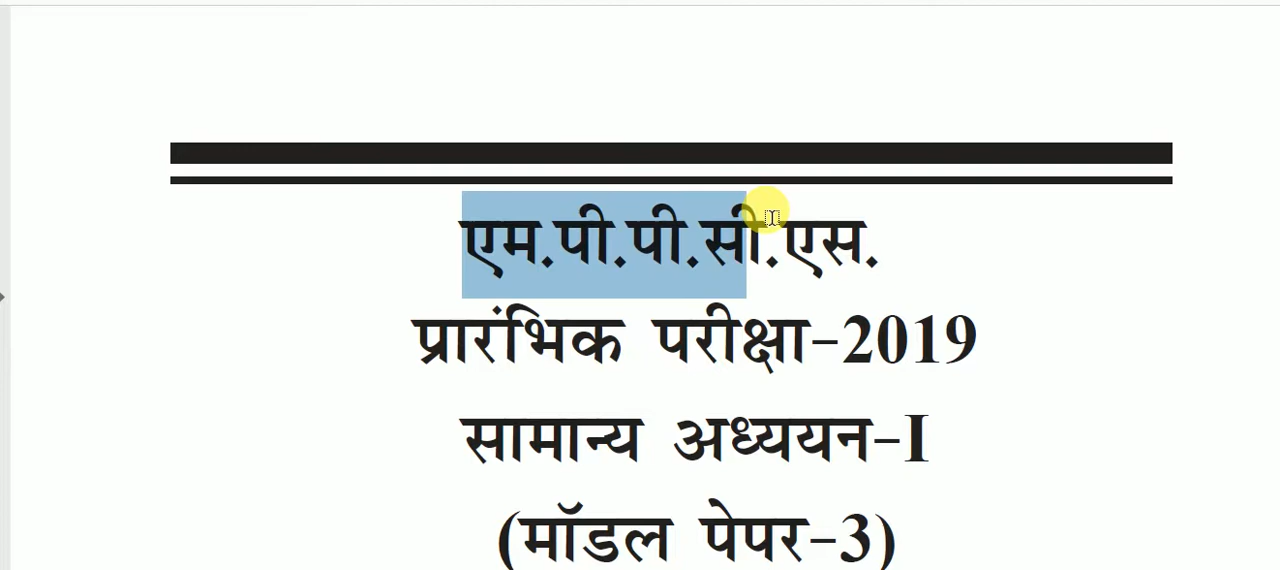 एम.पी.पी.सी.एस.
प्रारंभिक परीक्षा-2019
सामान्य अध्ययन-I
(मॉडल पेपर-3)